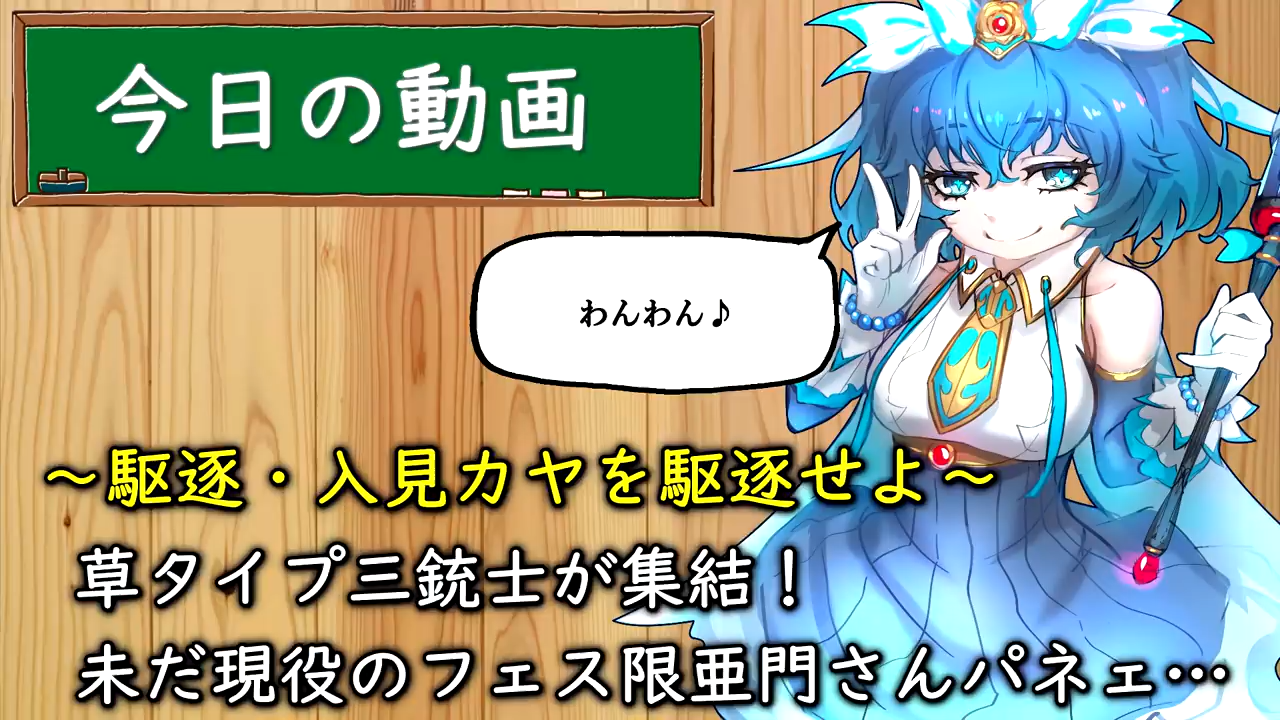 今日の動画
わんわん♪
～駆逐・入見カヤを駆逐せよ～
草タイプ三銃士が集結！
未だ現役のフェス限亜門さんパネェ…